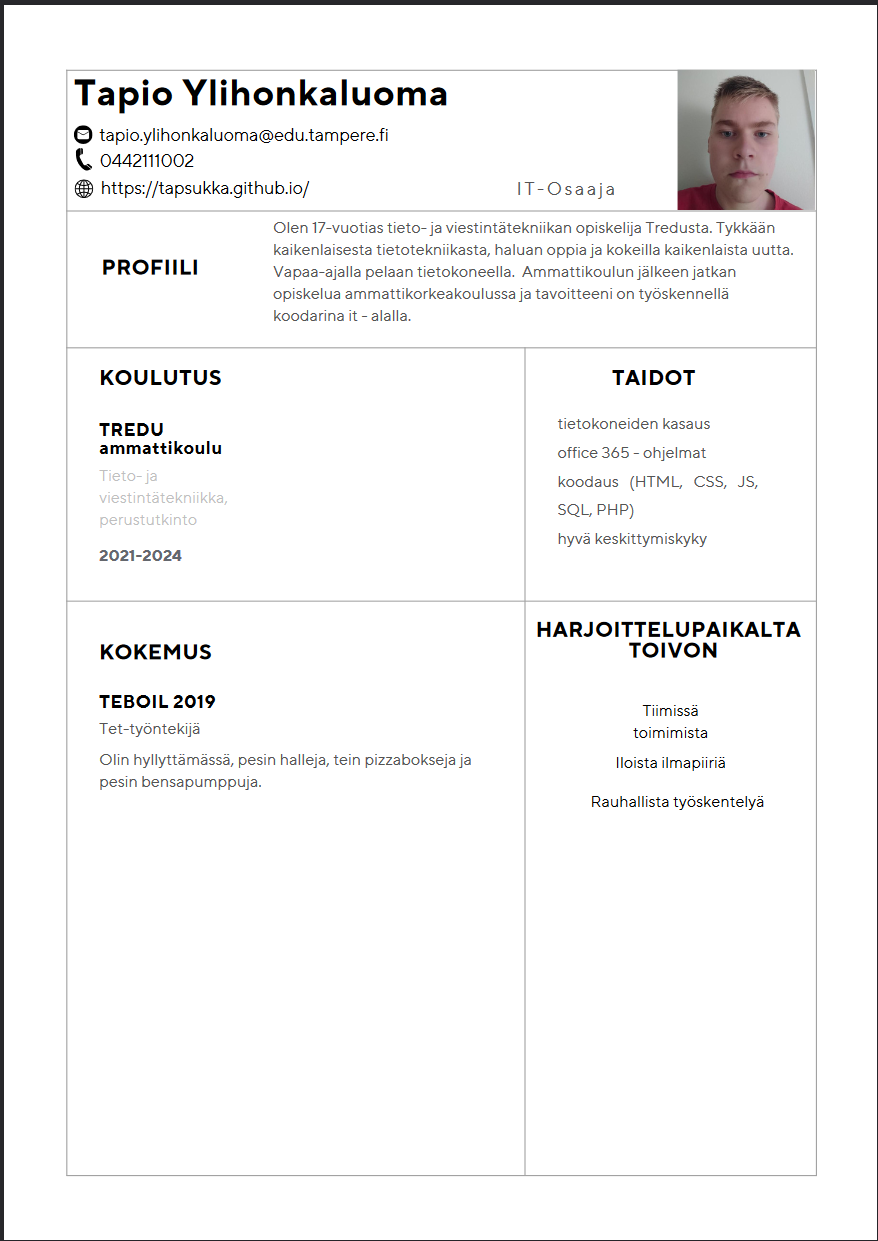 Tapio Ylihonkaluoma
tapio.ylihonkaluoma@edu.tampere.fi
0442111002
https://tapsukka.github.io/
IT-Osaaja
PROFIILI
Olen 17-vuotias tieto- ja viestintätekniikan opiskelija Tredusta. Tykkään
kaikenlaisesta tietotekniikasta, haluan oppia ja kokeilla kaikenlaista uutta.
Vapaa-ajalla pelaan tietokoneella. Ammattikoulun jälkeen jatkan
opiskelua ammattikorkeakoulussa ja tavoitteeni on työskennellä
koodarina it - alalla.
KOULUTUS
TREDU
ammattikoulu
Tieto- ja
viestintätekniikka,
perustutkinto
2021-2024
TAIDOT
tietokoneiden kasaus
office 365 - ohjelmat
koodaus (HTML, CSS, JS,
SQL, PHP)
hyvä keskittymiskyky
KOKEMUS
TEBOIL 2019
Tet-työntekijä
Olin hyllyttämässä, pesin halleja, tein pizzabokseja ja
pesin bensapumppuja.
HARJOITTELUPAIKALTA
TOIVON
Tiimissä
toimimista
Iloista ilmapiiriä
Rauhallista työskentelyä